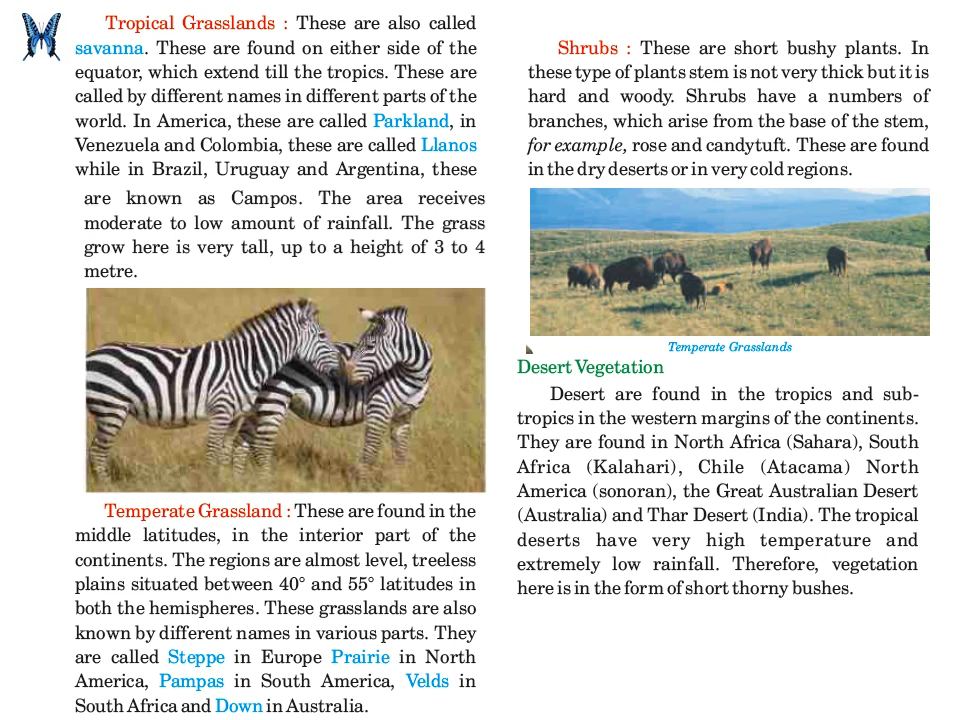 Tropical Grasslands : These are also called
savanna. These are found on either side of the
equator, which extend till the tropics. These are
called by different names in different parts of the
world. In America, these are called Parkland, in
Venezuela and Colombia, these are called Llanos
while in Brazil, Uruguay and Argentina, these
are known as Campos. The area receives
moderate to low amount of rainfall. The grass
grow here is very tall, up to a height of 3 to 4
metre.
Temperate Grassland : These are found in the
middle latitudes, in the interior part of the
continents. The regions are almost level, treeless
plains situated between 40° and 55° latitudes in
both the hemispheres. These grasslands are also
known by different names in various parts. They
are called Steppe in Europe Prairie in North
America, Pampas in South America, Velds in
South Africa and Down in Australia.
Shrubs : These are short bushy plants. In
these type of plants stem is not very thick but it is
hard and woody. Shrubs have a numbers of
branches, which arise from the base of the stem,
for example, rose and candytuft. These are found
in the dry deserts or in very cold regions.
Temperate Grasslands
Desert Vegetation
Desert are found in the tropics and sub-
tropics in the western margins of the continents.
They are found in North Africa (Sahara), South
Africa (Kalahari), Chile (Atacama) North
America (sonoran), the Great Australian Desert
(Australia) and Thar Desert (India). The tropical
deserts have very high temperature and
extremely low rainfall. Therefore, vegetation
here is in the form of short thorny bushes.